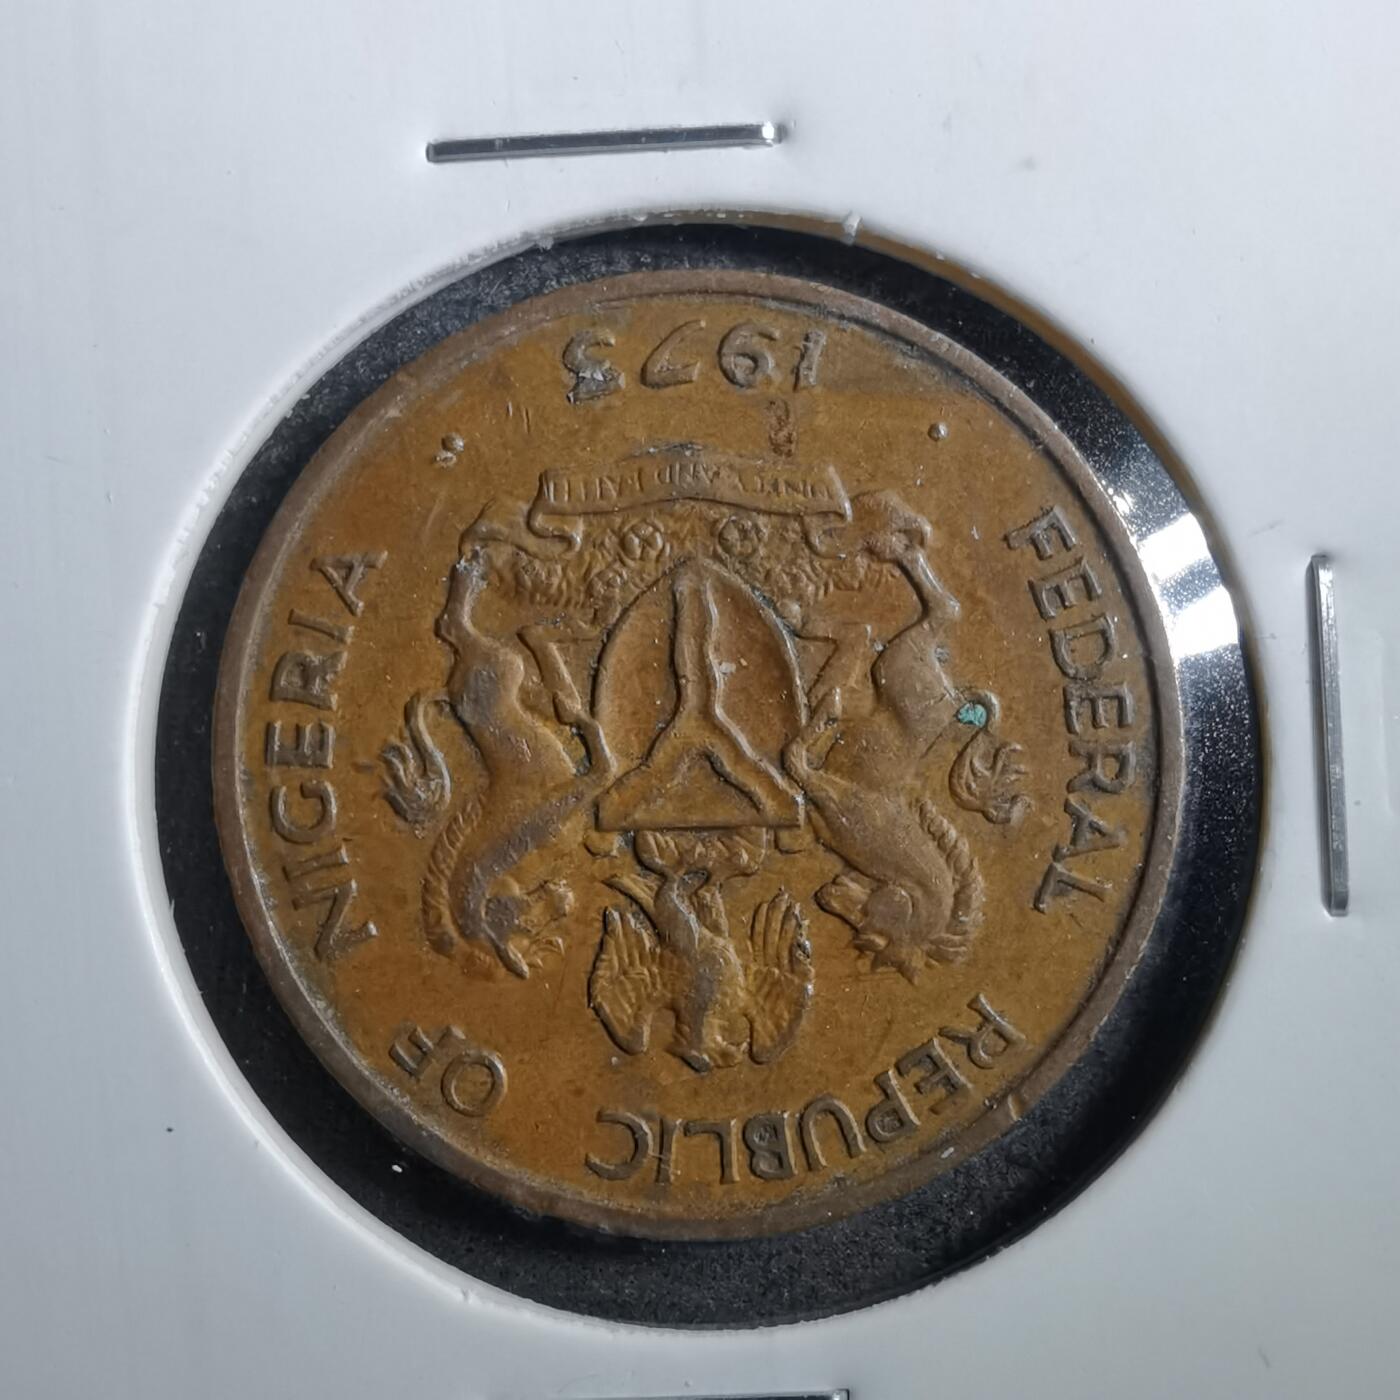 FEDERAL REPUBLIC OF NIGERIA
UNITY AND FAITH
1973